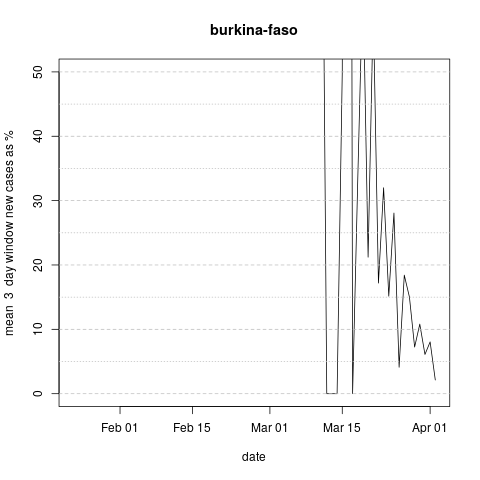 burkina-faso
mean  3  day window new cases as %
50
40
30
20
10
0
Feb 01
Feb 15
Mar 01
Mar 15
Apr 01
date